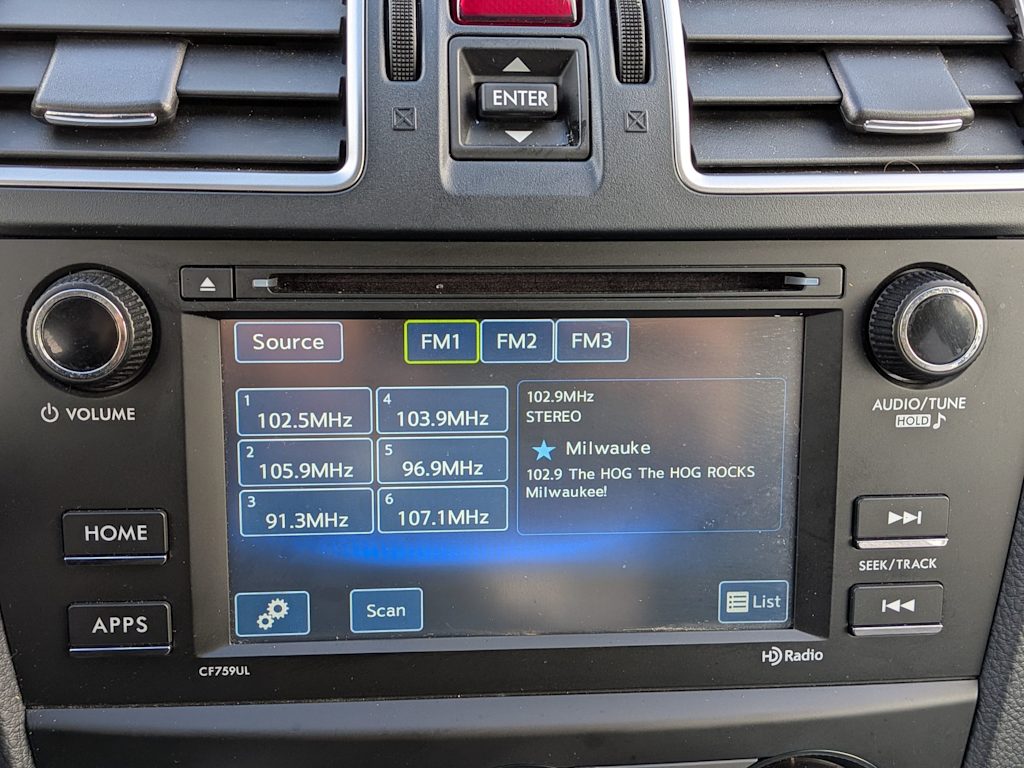 ENTER
VOLUME
AUDIO/TUNE
HOLD
Source
FM1 FM2 FM3
1 102.5MHz
4 103.9MHz
2 105.9MHz
5 96.9MHz
3 91.3MHz
6 107.1MHz
102.9MHz
STEREO
Milwauke
102.9 The HOG The HOG ROCKS
Milwaukee!
HOME
APPS
SEEK/TRACK
Scan
List
CF759UL
HD Radio